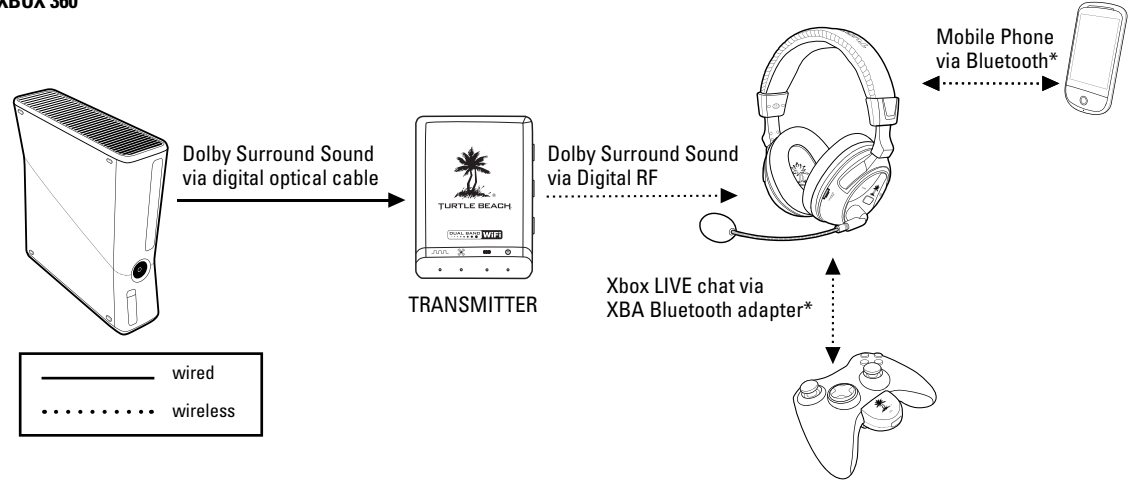 XBOX 360
Mobile Phone
via Bluetooth*
Dolby Surround Sound
via digital optical cable
Dolby Surround Sound
via Digital RF
TURTLE BEACH
DUAL BAND WiFi
TRANSMITTER
Xbox LIVE chat via
XBA Bluetooth adapter*
wired
wireless